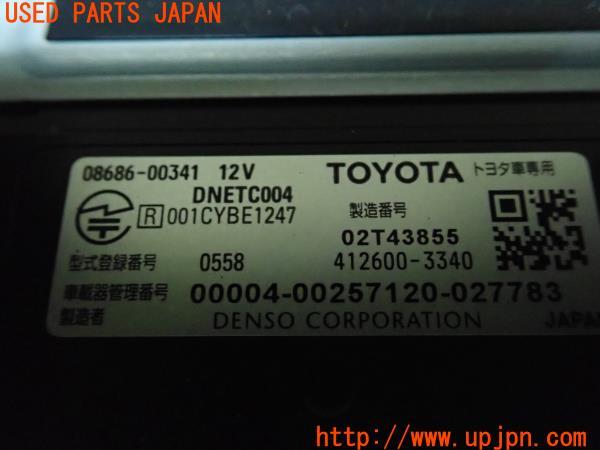 USED PARTS JAPAN
08686-00341 12V
TOYOTA トヨタ車専用
DNETC004
R 001CYBE1247
製造番号
02T43855
型式登録番号 0558
412600-3340
車載器管理番号 00004-00257120-027783
製造者 DENSO CORPORATION JAPAN
www.upjpn.com